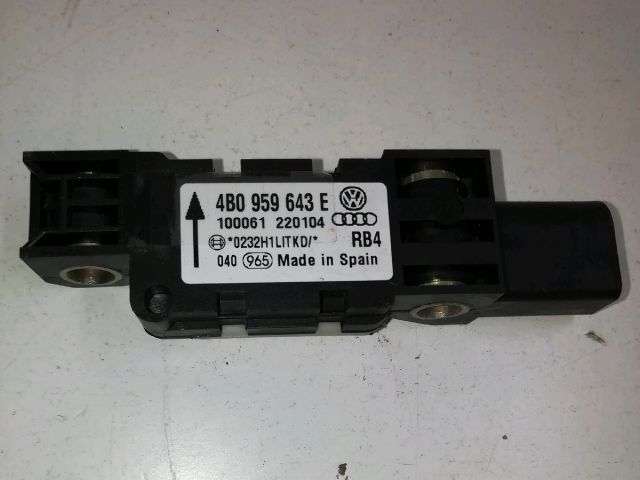 4B0 959 643 E
100061 220104
*0232H1LITKD/* RB4
040 965 Made in Spain